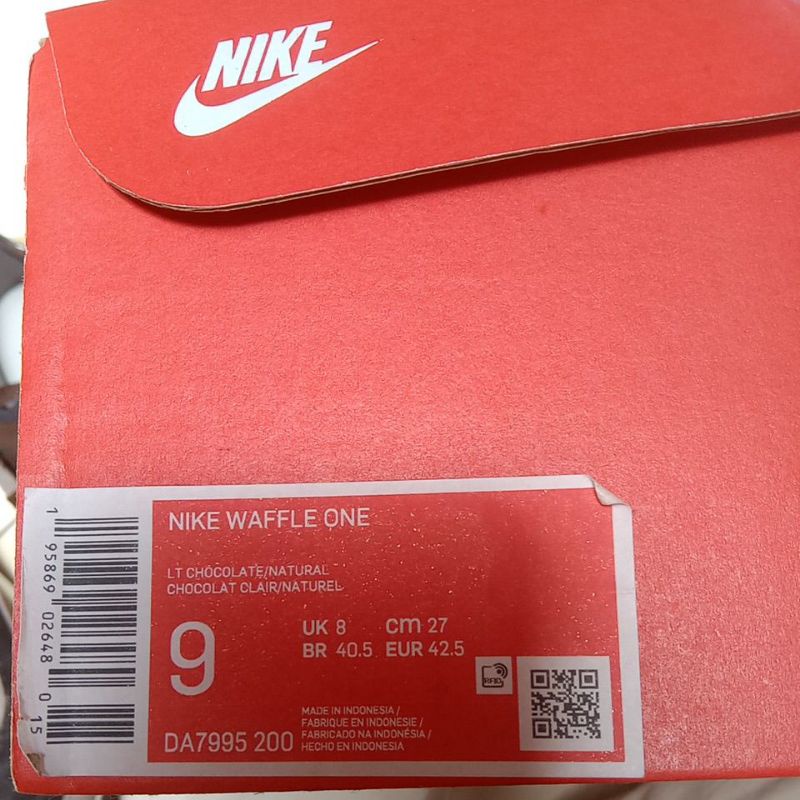 NIKE
NIKE WAFFLE ONE
LT CHOCOLATE/NATURAL
CHOCOLAT CLAIR/NATUREL
9
UK 8 cm 27
BR 40.5 EUR 42.5
RFID
MADE IN INDONESIA /
FABRIQUE EN INDONESIE /
FABRICADO NA INDONÉSIA /
HECHO EN INDONESIA
DA7995 200
1 95869 02648 0 15